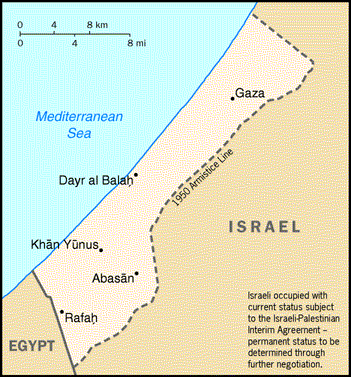 0 4 8 km
0 4 8 mi
Mediterranean
Sea
Gaza
1950 Armistice Line
Dayr al Balaḩ
ISRAEL
Khān Yūnus
Abasān
Rafaḩ
EGYPT
Israeli occupied with
current status subject
to the Israeli-Palestinian
Interim Agreement –
permanent status to
be determined through
further negotiation.